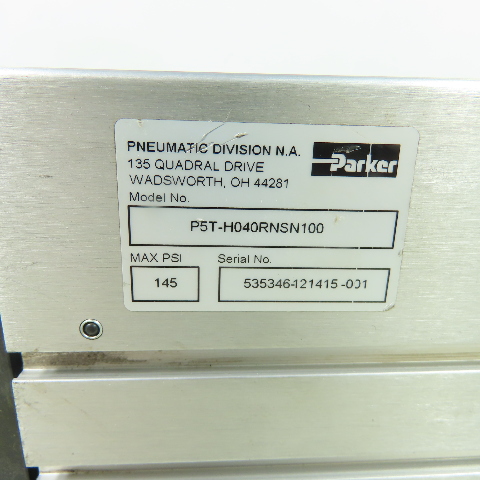 PNEUMATIC DIVISION N.A.
135 QUADRAL DRIVE
WADSWORTH, OH 44281
Parker
Model No.
P5T-H040RNSN100
MAX PSI
145
Serial No.
535346-121415-001